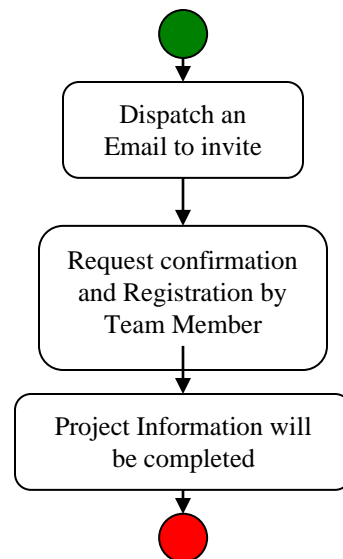 Dispatch an
Email to invite
Request confirmation
and Registration by
Team Member
Project Information will
be completed